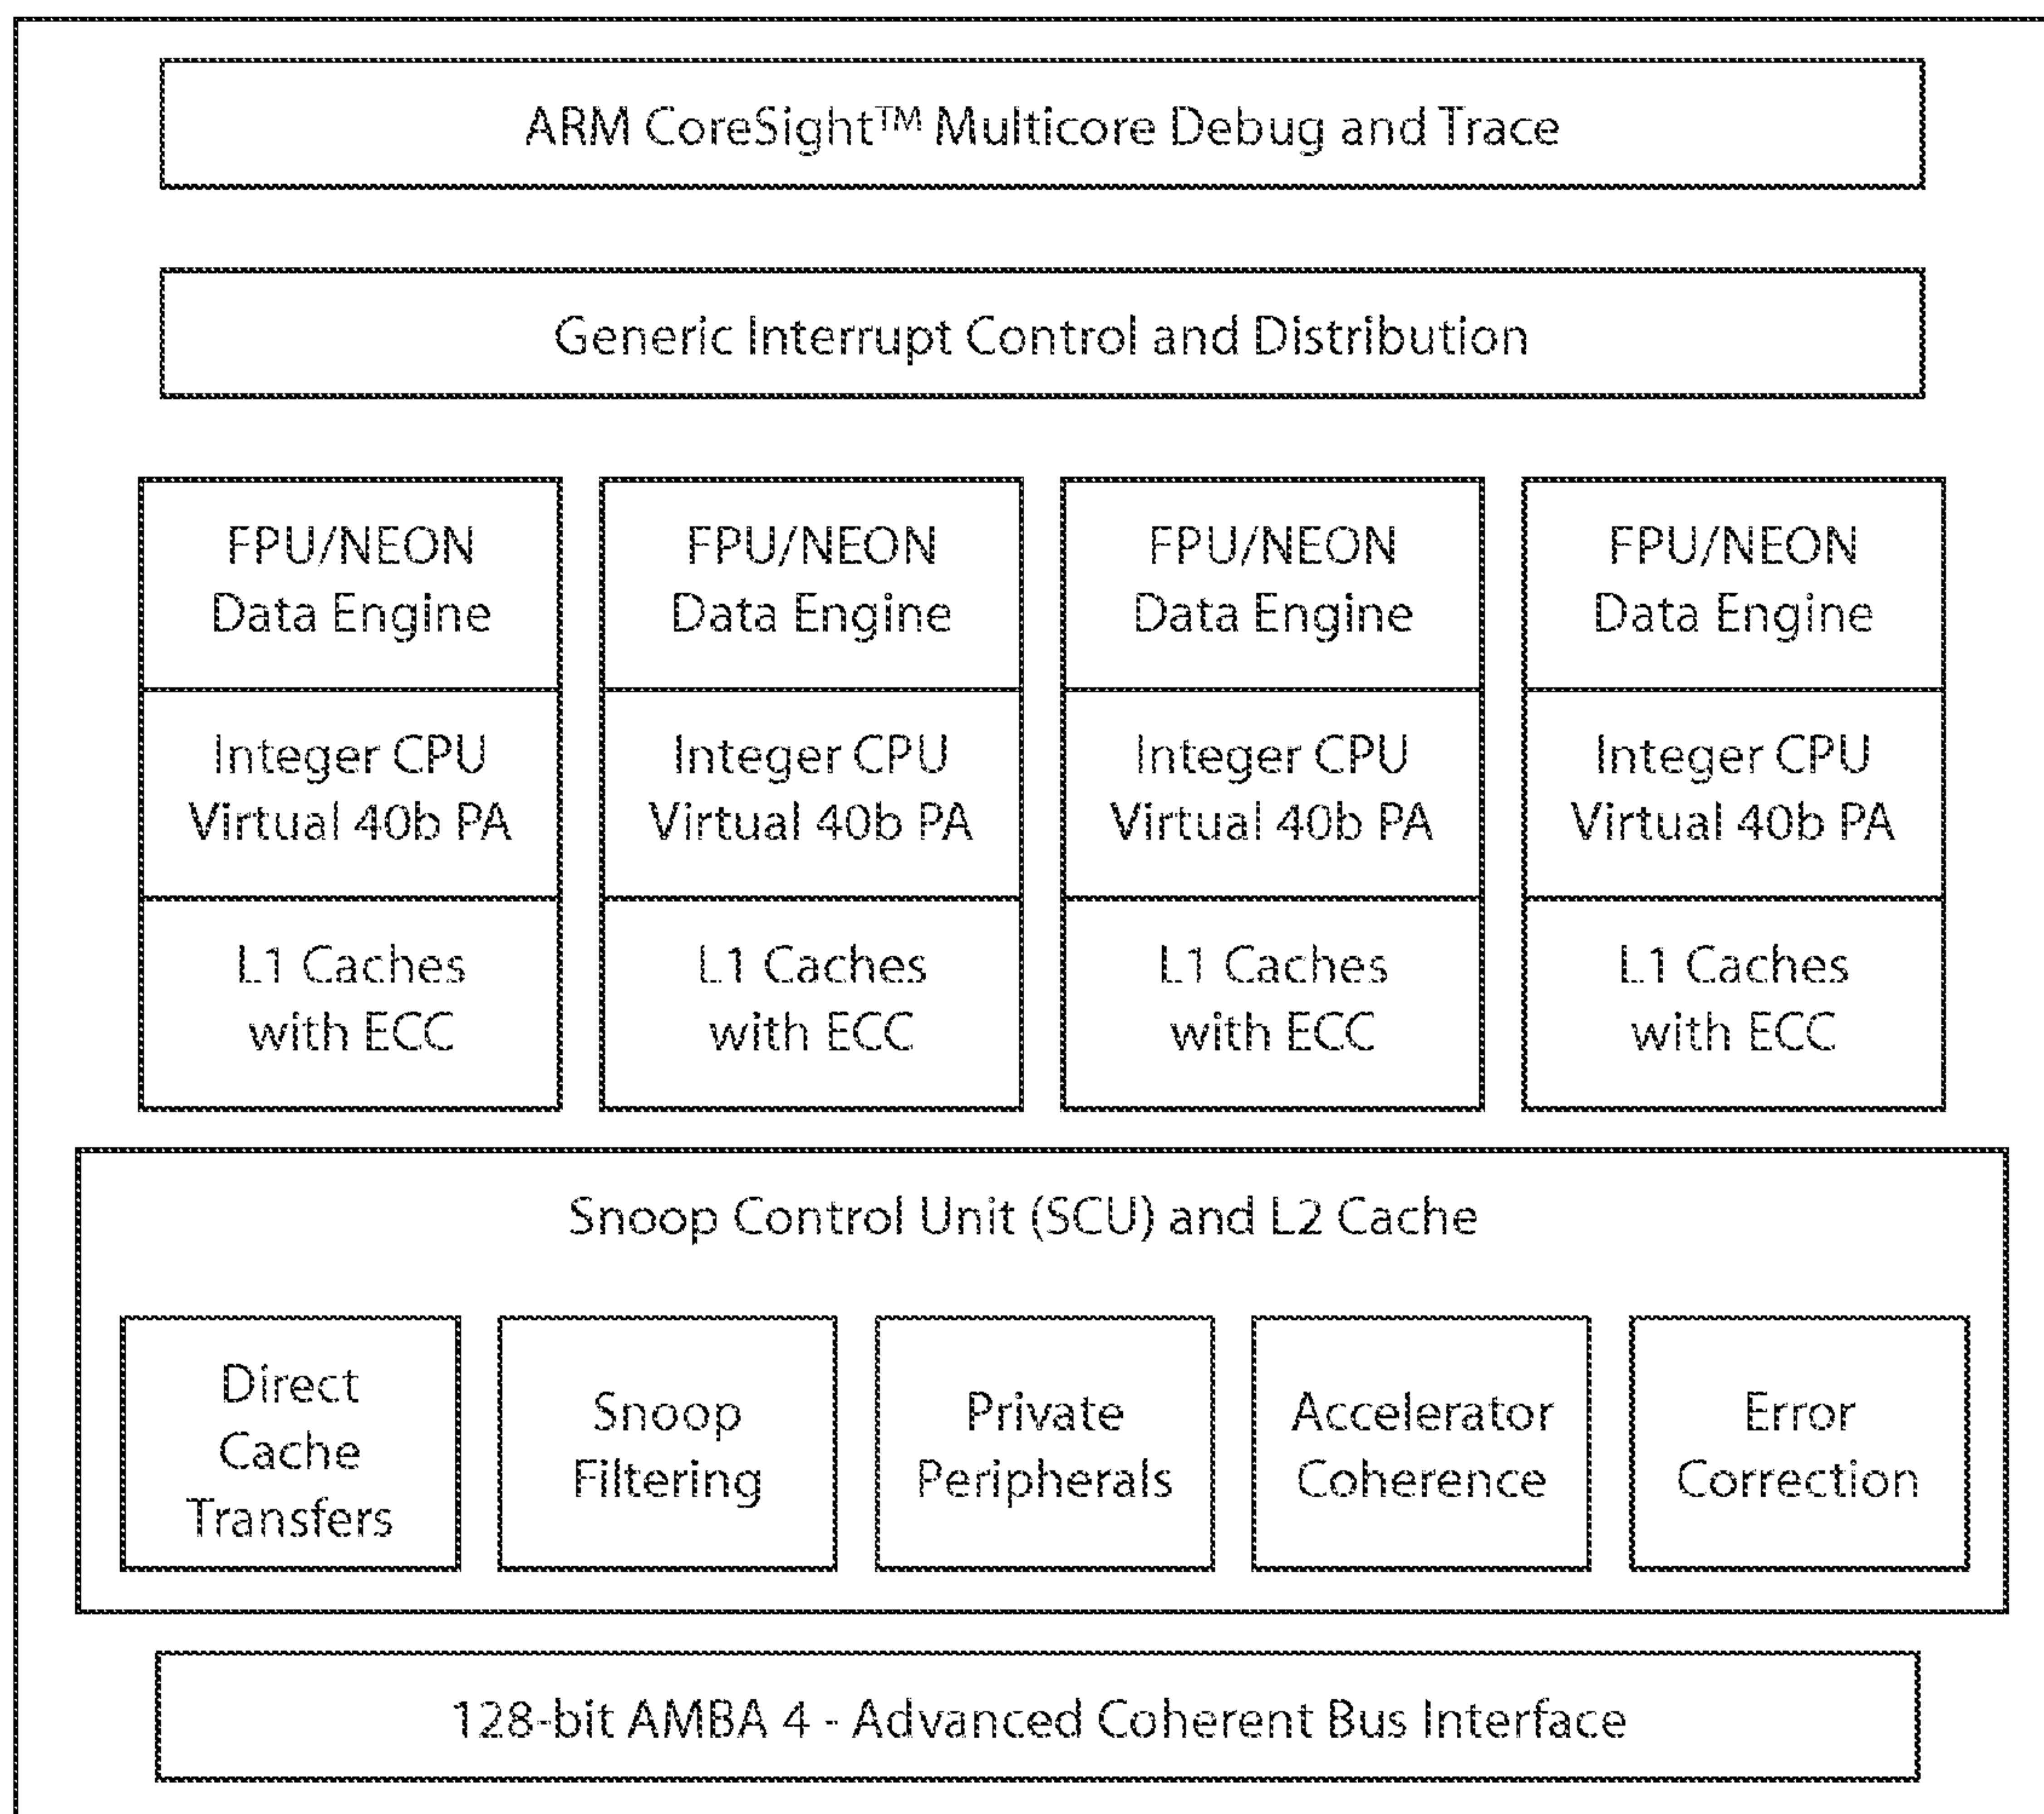 ARM CoreSight™ Multicore Debug and Trace
Generic Interrupt Control and Distribution
FPU/NEON
Data Engine
Integer CPU
Virtual 40b PA
L1 Caches
with ECC
FPU/NEON
Data Engine
Integer CPU
Virtual 40b PA
L1 Caches
with ECC
FPU/NEON
Data Engine
Integer CPU
Virtual 40b PA
L1 Caches
with ECC
FPU/NEON
Data Engine
Integer CPU
Virtual 40b PA
L1 Caches
with ECC
Snoop Control Unit (SCU) and L2 Cache
Direct
Cache
Transfers
Snoop
Filtering
Private
Peripherals
Accelerator
Coherence
Error
Correction
128-bit AMBA 4 - Advanced Coherent Bus Interface